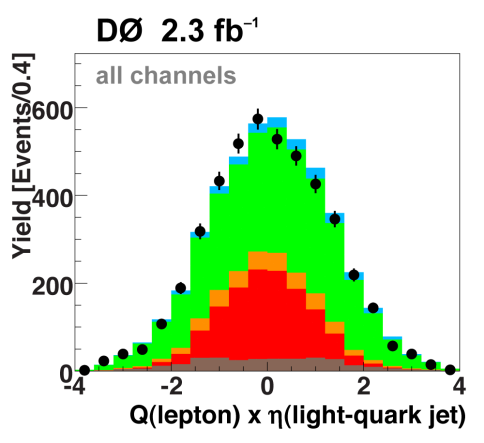 DØ 2.3 fb⁻¹
all channels
Yield [Events/0.4]
600
400
200
0
-4 -2 0 2 4
Q(lepton) x η(light-quark jet)